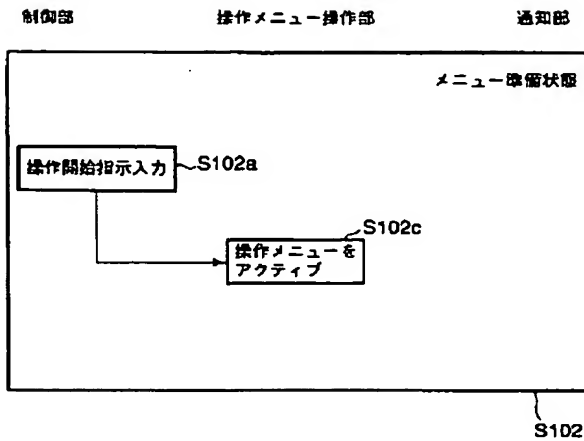 制御部 操作メニュー操作部 通知部
メニュー準備状態
操作開始指示入力 S102a
S102c
操作メニューを
アクティブ
S102